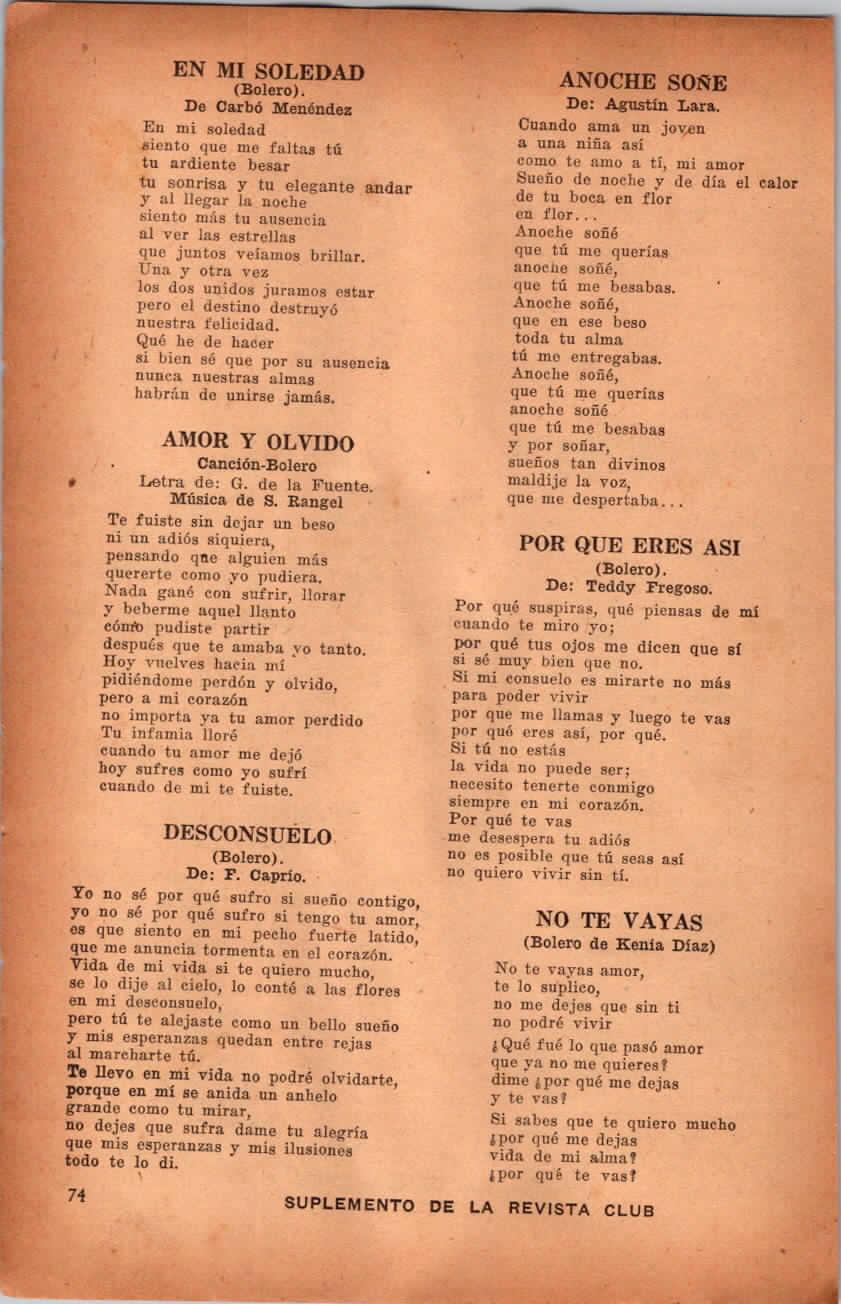 EN MI SOLEDAD
(Bolero).
De Carbó Menéndez
En mi soledad
siento que me faltas tú
tu ardiente besar
tu sonrisa y tu elegante andar
y al llegar la noche
siento más tu ausencia
al ver las estrellas
que juntos veíamos brillar.
Una y otra vez
los dos unidos juramos estar
pero el destino destruyó
nuestra felicidad.
Qué he de hacer
si bien sé que por su ausencia
nunca nuestras almas
habrán de unirse jamás.
AMOR Y OLVIDO
Canción-Bolero
Letra de: G. de la Fuente.
Música de S. Rangel
Te fuiste sin dejar un beso
ni un adiós siquiera,
pensando que alguien más
quererte como yo pudiera.
Nada gané con sufrir, llorar
y beberme aquel llanto
cómo pudiste partir
después que te amaba yo tanto.
Hoy vuelves hacia mí
pidiéndome perdón y olvido,
pero a mi corazón
no importa ya tu amor perdido
Tu infamia lloré
cuando tu amor me dejó
hoy sufres como yo sufrí
cuando de mi te fuiste.
DESCONSUELO
(Bolero).
De: F. Caprio.
Yo no sé por qué sufro si sueño contigo,
yo no sé por qué sufro si tengo tu amor,
es que siento en mi pecho fuerte latido,
que me anuncia tormenta en el corazón.
Vida de mi vida si te quiero mucho,
se lo dije al cielo, lo conté a las flores
en mi desconsuelo,
pero tú te alejaste como un bello sueño
y mis esperanzas quedan entre rejas
al marcharte tú.
Te llevo en mi vida no podré olvidarte,
porque en mí se anida un anhelo
grande como tu mirar,
no dejes que sufra dame tu alegría
que mis esperanzas y mis ilusiones
todo te lo di.
ANOCHE SOÑE
De: Agustín Lara.
Cuando ama un joven
a una niña así
como te amo a tí, mi amor
Sueño de noche y de día el calor
de tu boca en flor
en flor...
Anoche soñé
que tú me querías
anoche soñé,
que tú me besabas.
Anoche soñé,
que en ese beso
toda tu alma
tú me entregabas.
Anoche soñé,
que tú me querías
anoche soñé
que tú me besabas
y por soñar,
sueños tan divinos
maldije la voz,
que me despertaba...
POR QUE ERES ASI
(Bolero).
De: Teddy Fregoso.
Por qué suspiras, qué piensas de mí
cuando te miro yo;
por qué tus ojos me dicen que sí
si sé muy bien que no.
Si mi consuelo es mirarte no más
para poder vivir
por que me llamas y luego te vas
por qué eres así, por qué.
Si tú no estás
la vida no puede ser;
necesito tenerte conmigo
siempre en mi corazón.
Por qué te vas
me desespera tu adiós
no es posible que tú seas así
no quiero vivir sin tí.
NO TE VAYAS
(Bolero de Kenia Díaz)
No te vayas amor,
te lo suplico,
no me dejes que sin ti
no podré vivir
¿Qué fué lo que pasó amor
que ya no me quieres?
dime ¿por qué me dejas
y te vas?
Si sabes que te quiero mucho
¿por qué me dejas
vida de mi alma?
¿por qué te vas?
74
SUPLEMENTO DE LA REVISTA CLUB